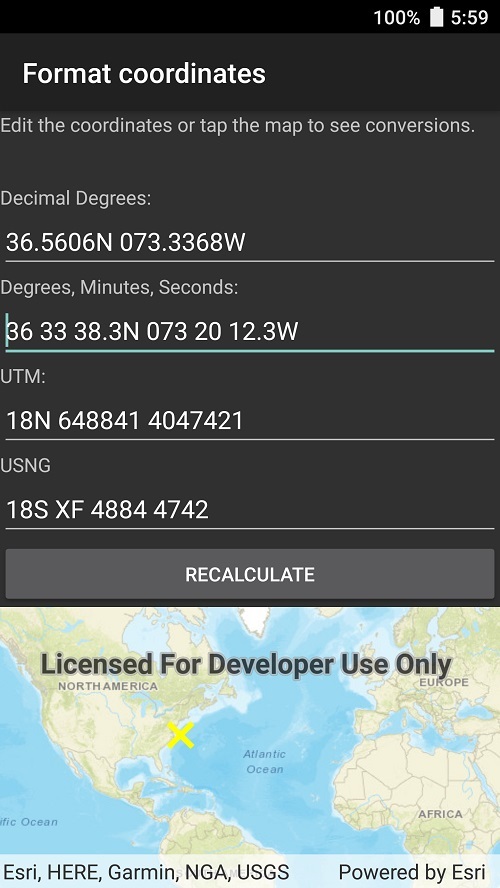 100% 5:59
Format coordinates
Edit the coordinates or tap the map to see conversions.
Decimal Degrees:
36.5606N 073.3368W
Degrees, Minutes, Seconds:
36 33 38.3N 073 20 12.3W
UTM:
18N 648841 4047421
USNG
18S XF 4884 4742
RECALCULATE
Licensed For Developer Use Only
NORTH AMERICA
EUROPE
Atlantic
Ocean
AFRICA
ific Ocean
Esri, HERE, Garmin, NGA, USGS Powered by Esri